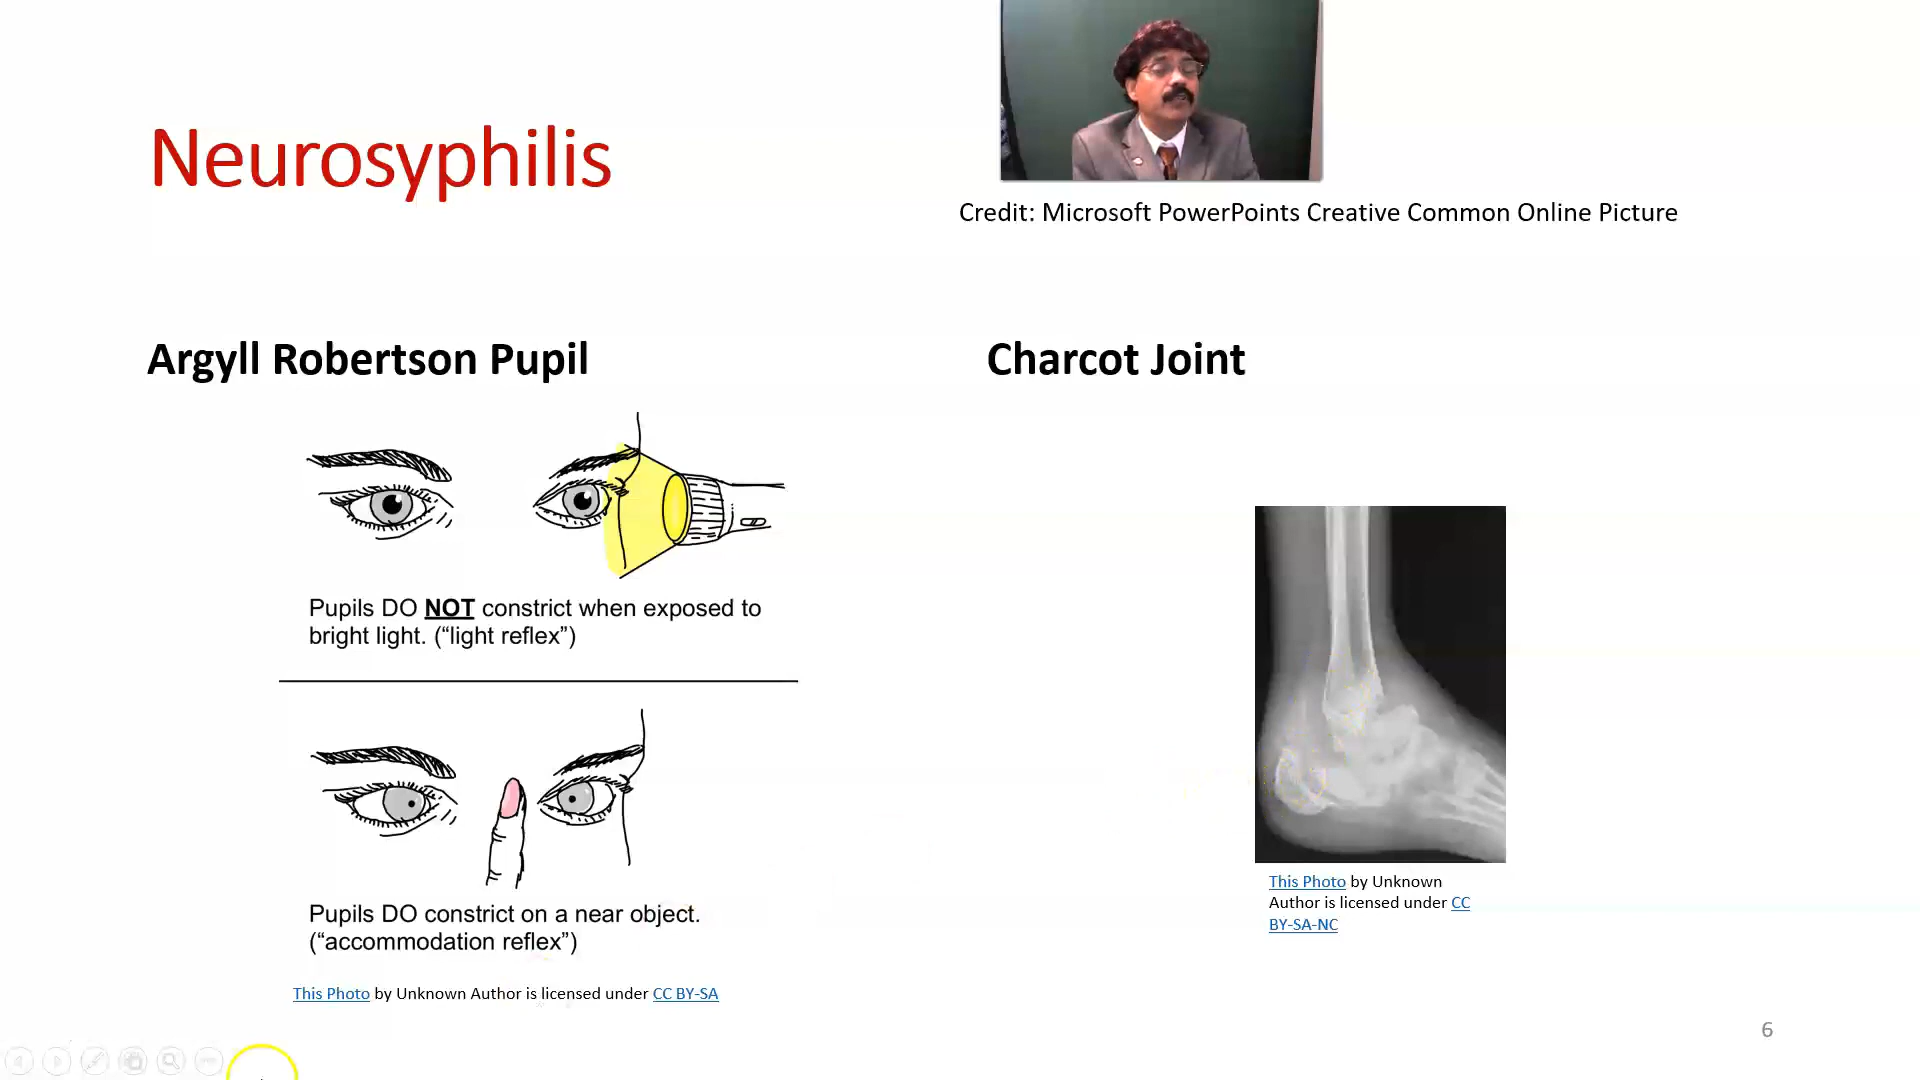 Neurosyphilis
Credit: Microsoft PowerPoints Creative Common Online Picture
Argyll Robertson Pupil
Pupils DO NOT constrict when exposed to
bright light. (“light reflex”)
Pupils DO constrict on a near object.
(“accommodation reflex”)
This Photo by Unknown Author is licensed under CC BY-SA
Charcot Joint
This Photo by Unknown
Author is licensed under CC
BY-SA-NC
6